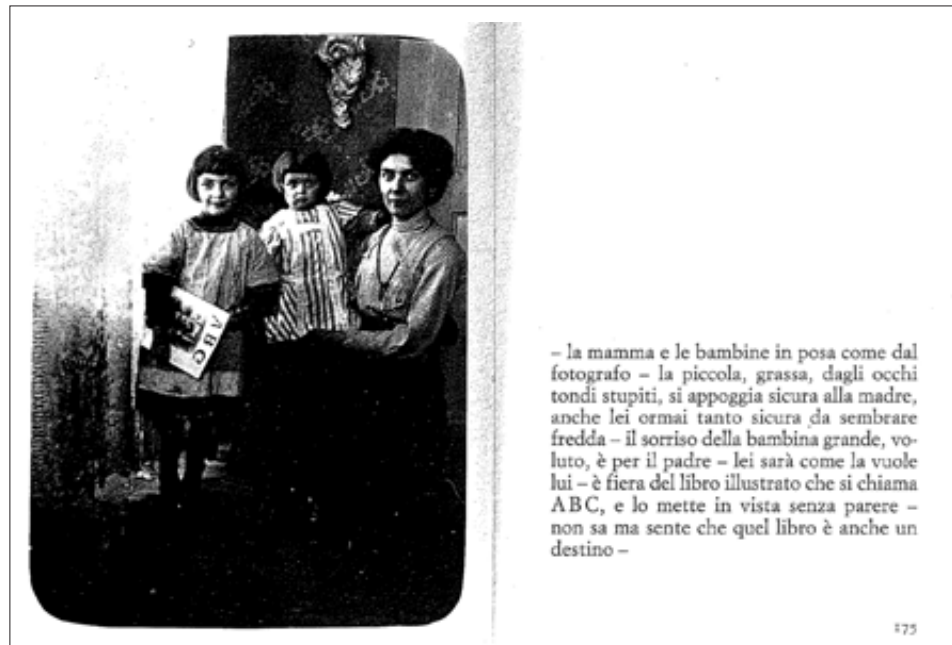 ABC
– la mamma e le bambine in posa come dal
fotografo – la piccola, grassa, dagli occhi
tondi stupiti, si appoggia sicura alla madre,
anche lei ormai tanto sicura da sembrare
fredda – il sorriso della bambina grande, vo-
luto, è per il padre – lei sarà come la vuole
lui – è fiera del libro illustrato che si chiama
ABC, e lo mette in vista senza parere –
non sa ma sente che quel libro è anche un
destino –
175